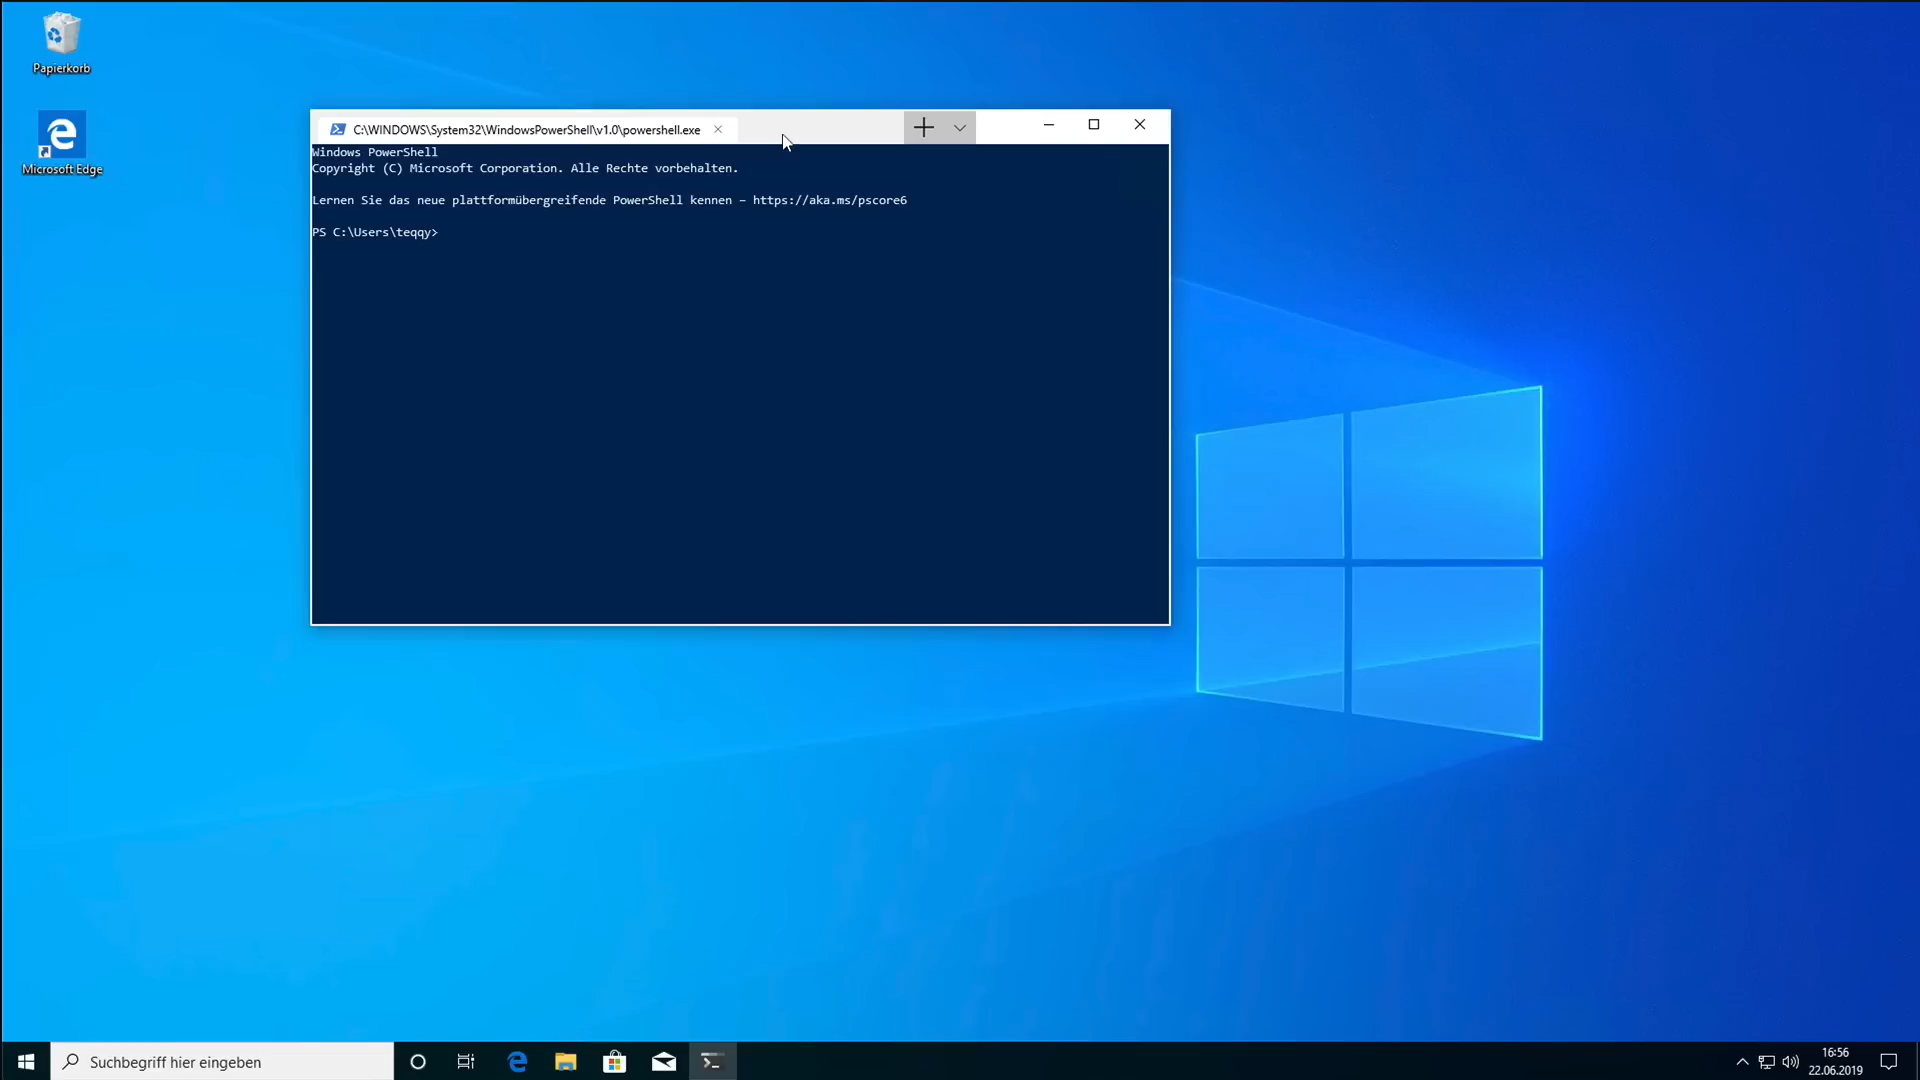 Papierkorb
Microsoft Edge
C:\WINDOWS\System32\WindowsPowerShell\v1.0\powershell.exe
Windows PowerShell
Copyright (C) Microsoft Corporation. Alle Rechte vorbehalten.
Lernen Sie das neue plattformübergreifende PowerShell kennen – https://aka.ms/pscore6
PS C:\Users\teqqy>
Suchbegriff hier eingeben
16:56
22.06.2019